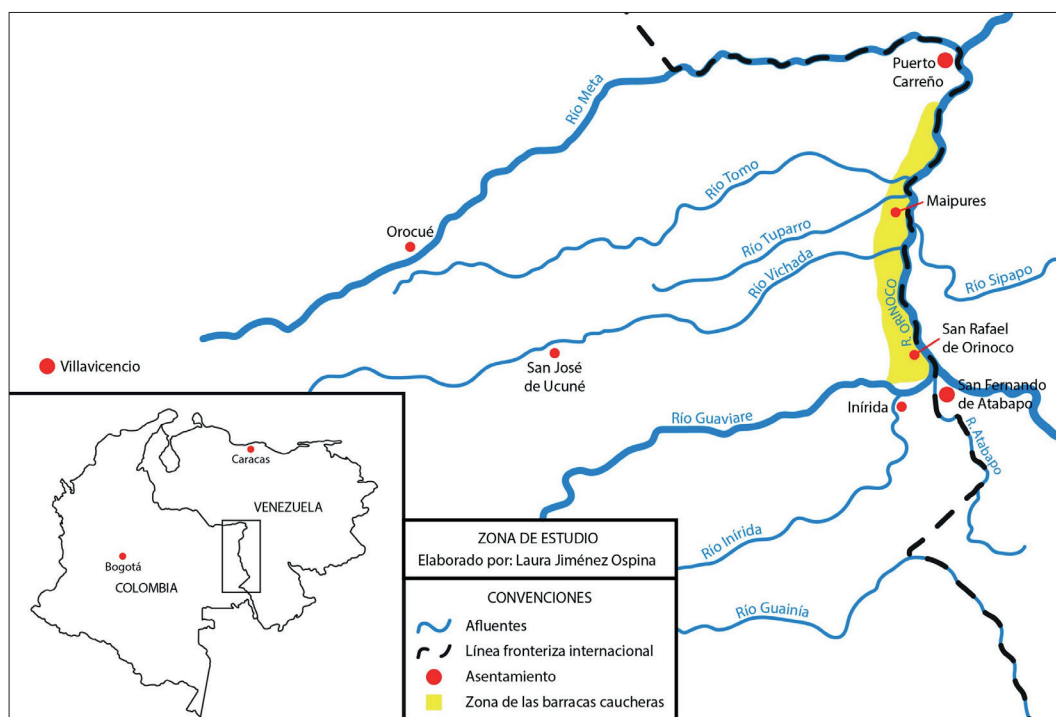 Puerto
Carreño
Río Meta
Río Tomo
Maipures
Orocué
Río Tuparro
Río Vichada
Río Sipapo
R. ORINOCO
San Rafael
de Orinoco
Villavicencio
San José
de Ucuné
San Fernando
de Atabapo
Inírida
Río Guaviare
R. Atabapo
Caracas
VENEZUELA
Bogotá
COLOMBIA
Río Inírida
Río Guainía
ZONA DE ESTUDIO
Elaborado por: Laura Jiménez Ospina
CONVENCIONES
Afluentes
Línea fronteriza internacional
Asentamiento
Zona de las barracas caucheras